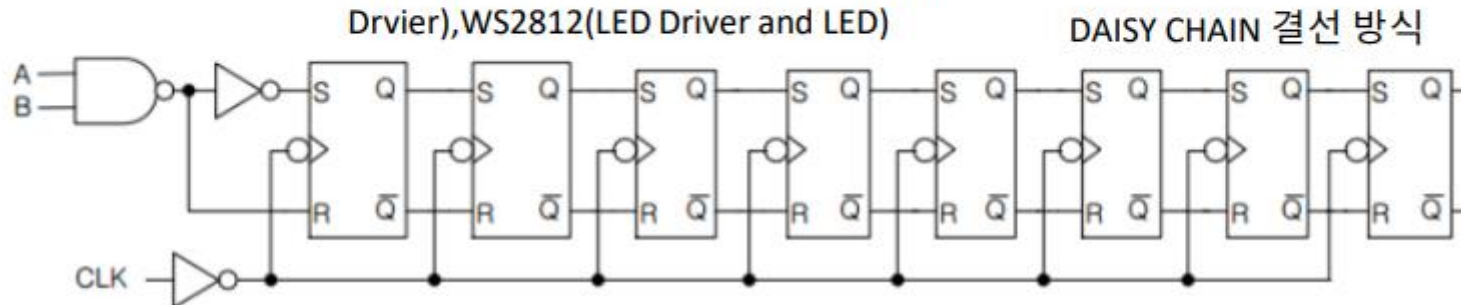 Drvier),WS2812(LED Driver and LED)
DAISY CHAIN 결선 방식
A
B
S Q S Q S Q S Q S Q S Q S Q S Q
R Q̅ R Q̅ R Q̅ R Q̅ R Q̅ R Q̅ R Q̅ R Q̅
CLK